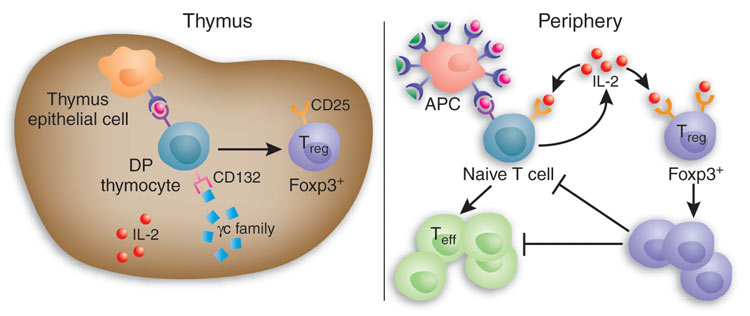 Thymus
Thymus
epithelial cell
CD25
Treg
Foxp3+
DP
thymocyte
CD132
IL-2
γc family
Periphery
APC
IL-2
Treg
Naive T cell
Foxp3+
Teff